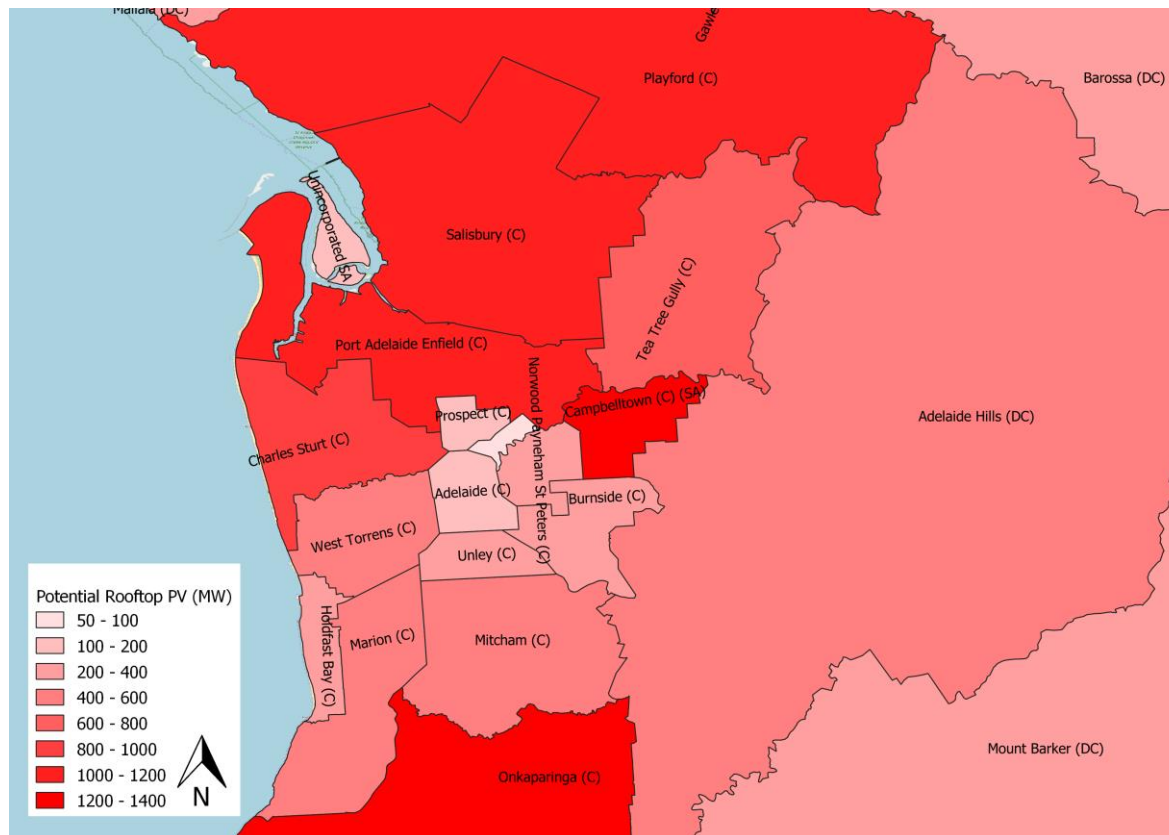 Mallala (DC)
Gawle
Playford (C)
Barossa (DC)
Unincorporated SA
Salisbury (C)
Tea Tree Gully (C)
Port Adelaide Enfield (C)
Norwood Payneham St Peters (C)
Campbelltown (C) (SA)
Prospect (C)
Adelaide Hills (DC)
Charles Sturt (C)
Adelaide (C)
Burnside (C)
West Torrens (C)
Unley (C)
Holdfast Bay (C)
Marion (C)
Mitcham (C)
Mount Barker (DC)
Onkaparinga (C)
Potential Rooftop PV (MW)
50 - 100
100 - 200
200 - 400
400 - 600
600 - 800
800 - 1000
1000 - 1200
1200 - 1400
N